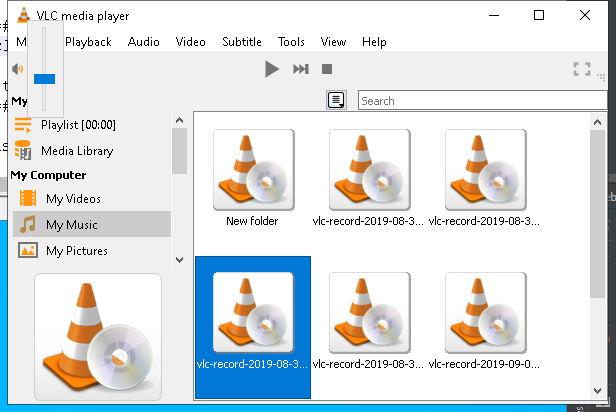 VLC media player
Playback Audio Video Subtitle Tools View Help
Search
Playlist [00:00]
Media Library
My Computer
My Videos
My Music
My Pictures
New folder
vlc-record-2019-08-3...
vlc-record-2019-08-3...
vlc-record-2019-08-3...
vlc-record-2019-08-3...
vlc-record-2019-09-0...